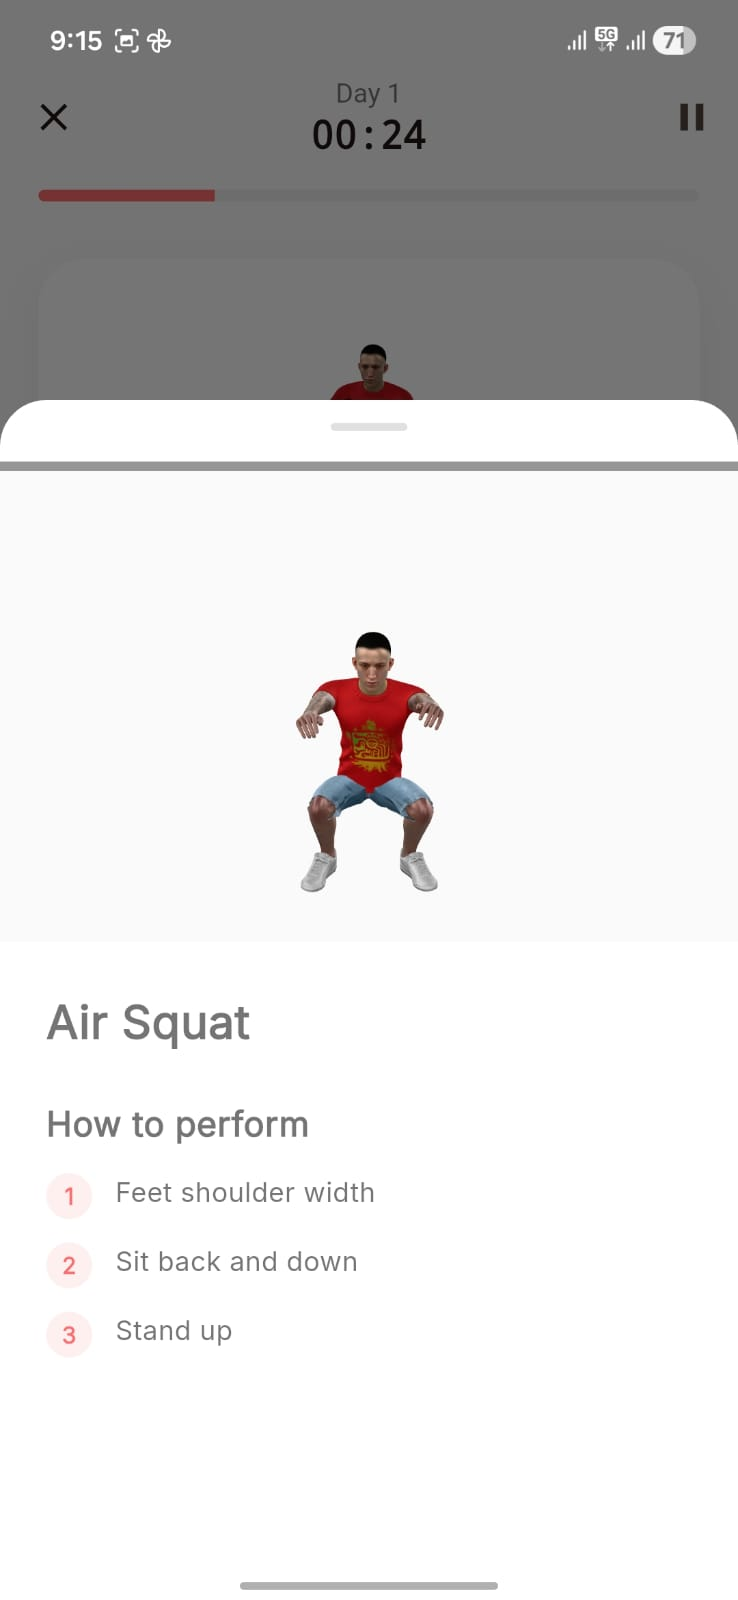 9:15
5G
71
Day 1
00:24
Air Squat
How to perform
1 Feet shoulder width
2 Sit back and down
3 Stand up